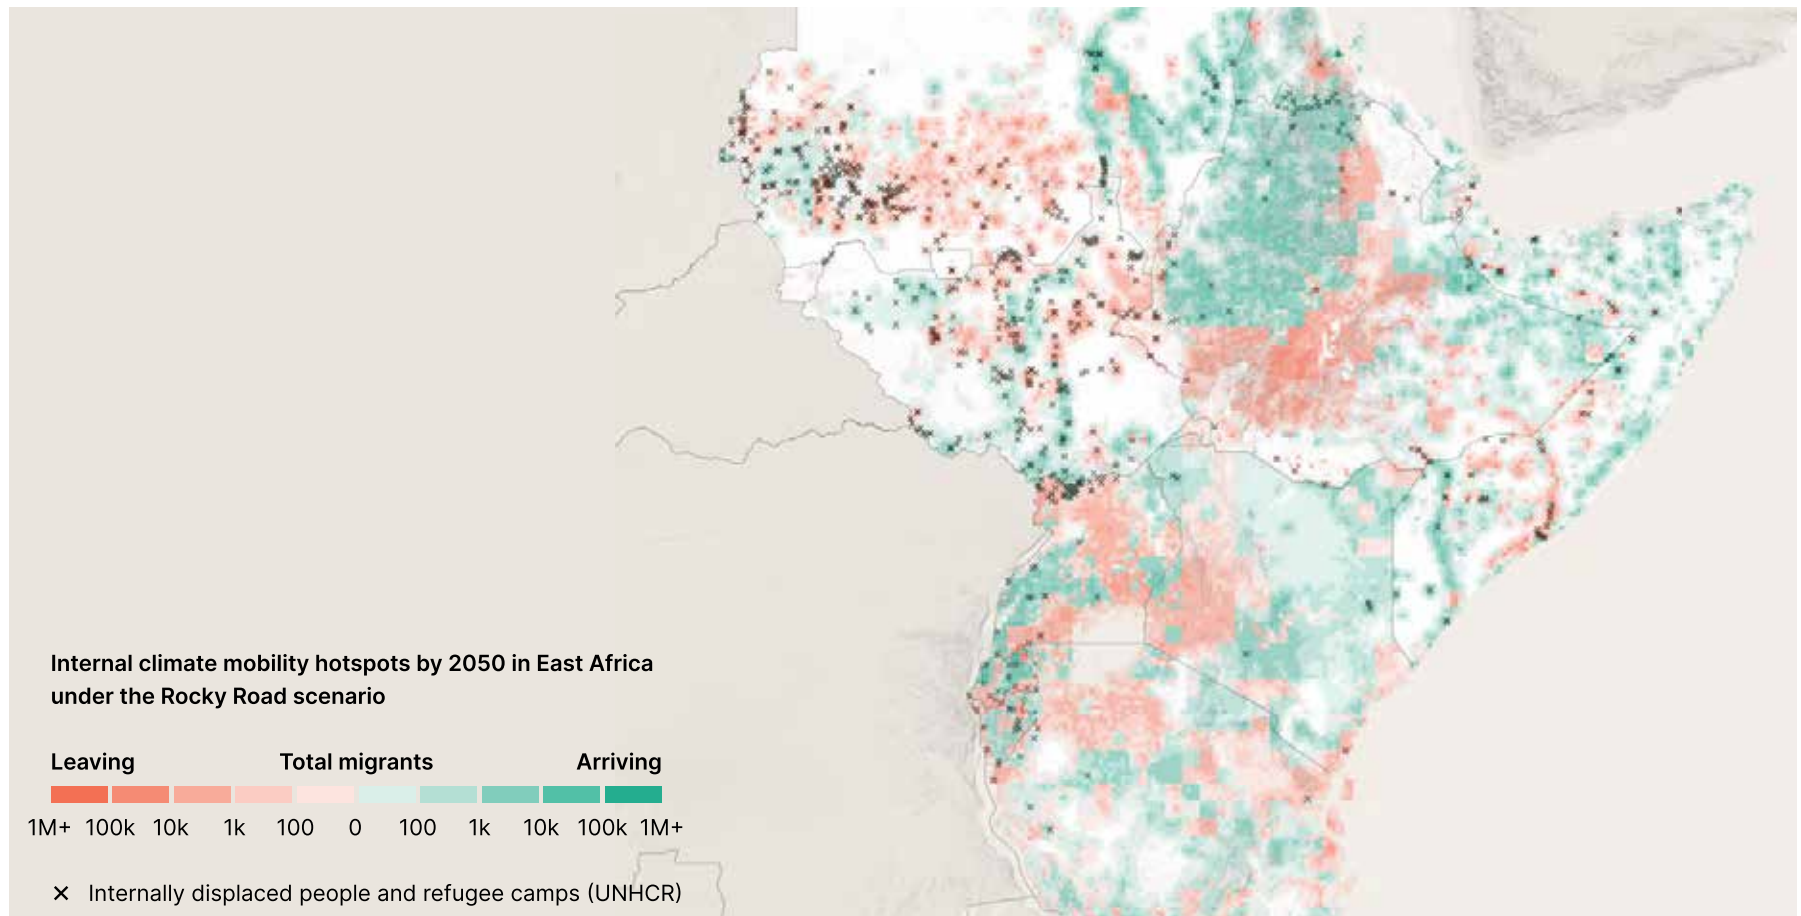 Internal climate mobility hotspots by 2050 in East Africa
under the Rocky Road scenario
Leaving Total migrants Arriving
1M+ 100k 10k 1k 100 0 100 1k 10k 100k 1M+
× Internally displaced people and refugee camps (UNHCR)